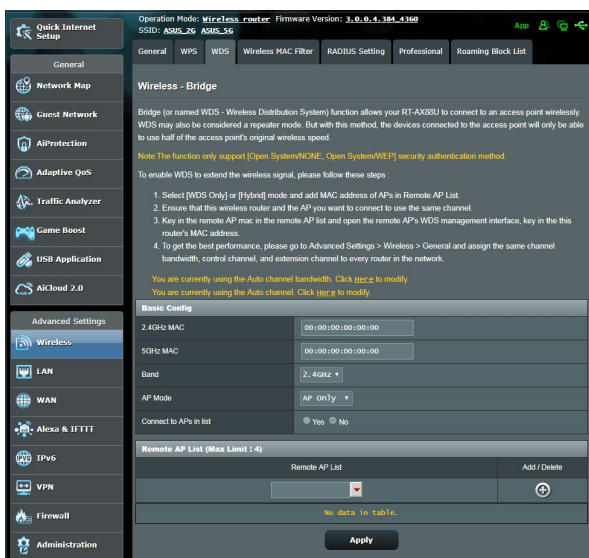 Operation Mode: Wireless router Firmware Version: 3.0.0.4.384_4360
SSID: ASUS_2G ASUS_5G
App
Quick Internet Setup
General
Network Map
Guest Network
AiProtection
Adaptive QoS
Traffic Analyzer
Game Boost
USB Application
AiCloud 2.0
Advanced Settings
Wireless
LAN
WAN
Alexa & IFTTT
IPv6
VPN
Firewall
Administration
General WPS WDS Wireless MAC Filter RADIUS Setting Professional Roaming Block List
Wireless - Bridge
Bridge (or named WDS - Wireless Distribution System) function allows your RT-AX88U to connect to an access point wirelessly.
WDS may also be considered a repeater mode. But with this method, the devices connected to the access point will only be able
to use half of the access point's original wireless speed.
Note:The function only support [Open System/NONE, Open System/WEP] security authentication method.
To enable WDS to extend the wireless signal, please follow these steps :
1. Select [WDS Only] or [Hybrid] mode and add MAC address of APs in Remote AP List.
2. Ensure that this wireless router and the AP you want to connect to use the same channel.
3. Key in the remote AP mac in the remote AP list and open the remote AP's WDS management interface, key in the this
router's MAC address.
4. To get the best performance, please go to Advanced Settings > Wireless > General and assign the same channel
bandwidth, control channel, and extension channel to every router in the network.
You are currently using the Auto channel bandwidth. Click Here to modify.
You are currently using the Auto channel. Click Here to modify.
Basic Config
2.4GHz MAC 00:00:00:00:00:00
5GHz MAC 00:00:00:00:00:00
Band 2.4GHz
AP Mode AP Only
Connect to APs in list Yes No
Remote AP List (Max Limit : 4)
Remote AP List Add / Delete
No data in table.
Apply